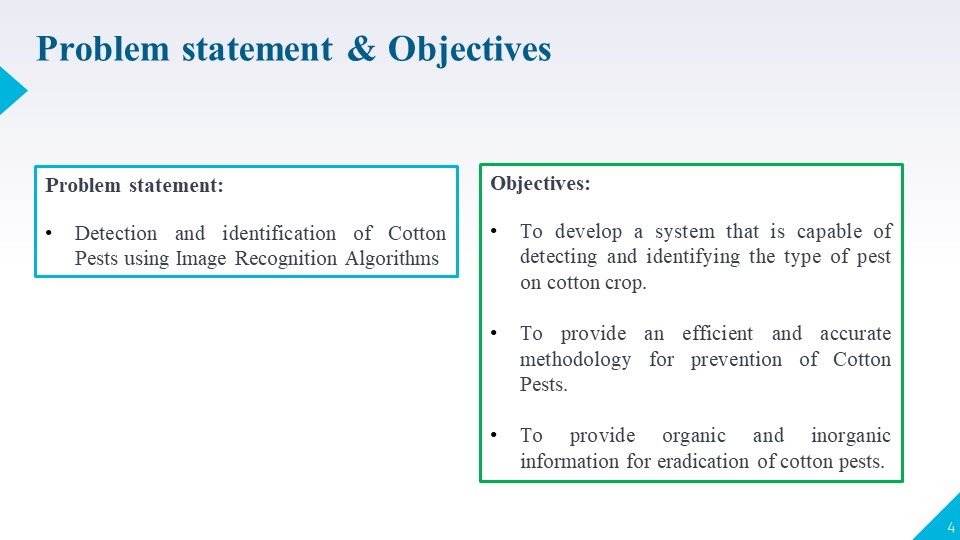 Problem statement & Objectives
Problem statement:
• Detection and identification of Cotton
Pests using Image Recognition Algorithms
Objectives:
• To develop a system that is capable of
detecting and identifying the type of pest
on cotton crop.
• To provide an efficient and accurate
methodology for prevention of Cotton
Pests.
• To provide organic and inorganic
information for eradication of cotton pests.
4